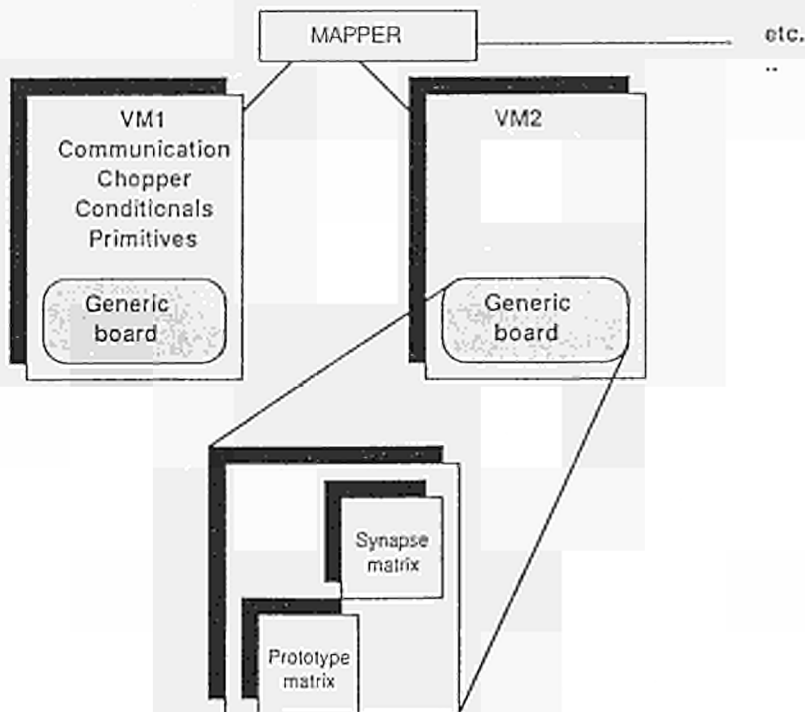 MAPPER
etc.
..
VM1
Communication
Chopper
Conditionals
Primitives
Generic
board
VM2
Generic
board
Synapse
matrix
Prototype
matrix